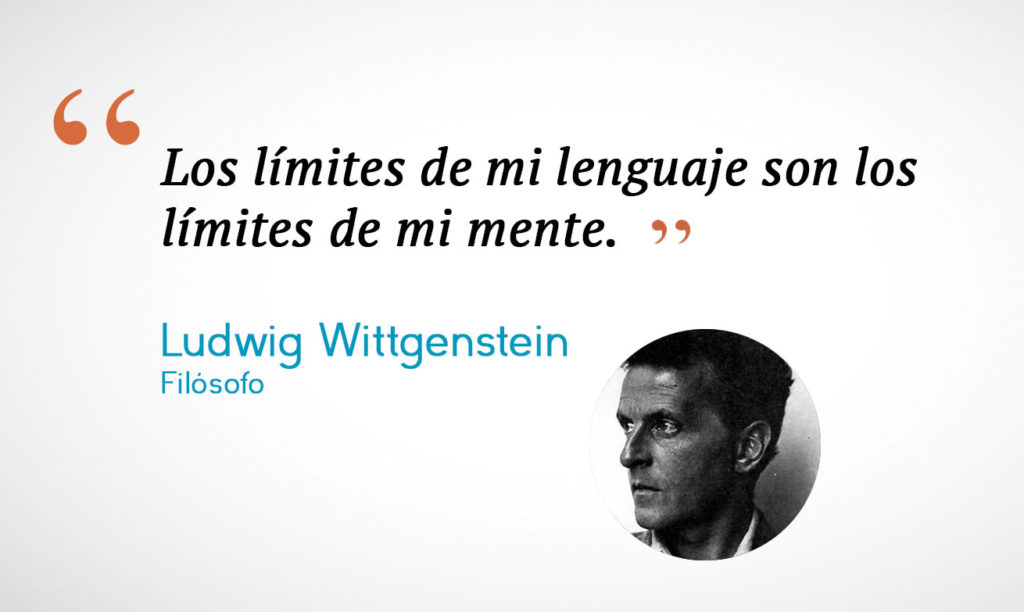 “ Los límites de mi lenguaje son los
límites de mi mente. ”
Ludwig Wittgenstein
Filósofo